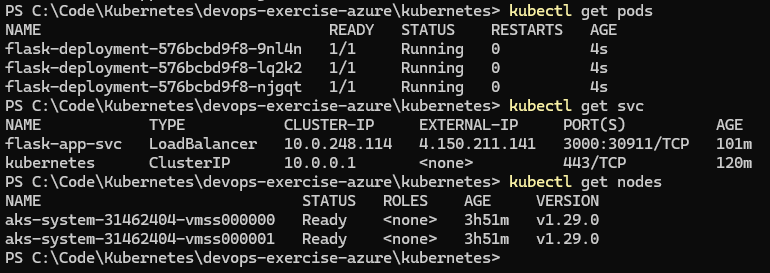 PS C:\Code\Kubernetes\devops-exercise-azure\kubernetes> kubectl get pods
NAME READY STATUS RESTARTS AGE
flask-deployment-576bcbd9f8-9nl4n 1/1 Running 0 4s
flask-deployment-576bcbd9f8-lq2k2 1/1 Running 0 4s
flask-deployment-576bcbd9f8-njgqt 1/1 Running 0 4s
PS C:\Code\Kubernetes\devops-exercise-azure\kubernetes> kubectl get svc
NAME TYPE CLUSTER-IP EXTERNAL-IP PORT(S) AGE
flask-app-svc LoadBalancer 10.0.248.114 4.150.211.141 3000:30911/TCP 101m
kubernetes ClusterIP 10.0.0.1 <none> 443/TCP 120m
PS C:\Code\Kubernetes\devops-exercise-azure\kubernetes> kubectl get nodes
NAME STATUS ROLES AGE VERSION
aks-system-31462404-vmss000000 Ready <none> 3h51m v1.29.0
aks-system-31462404-vmss000001 Ready <none> 3h51m v1.29.0
PS C:\Code\Kubernetes\devops-exercise-azure\kubernetes>